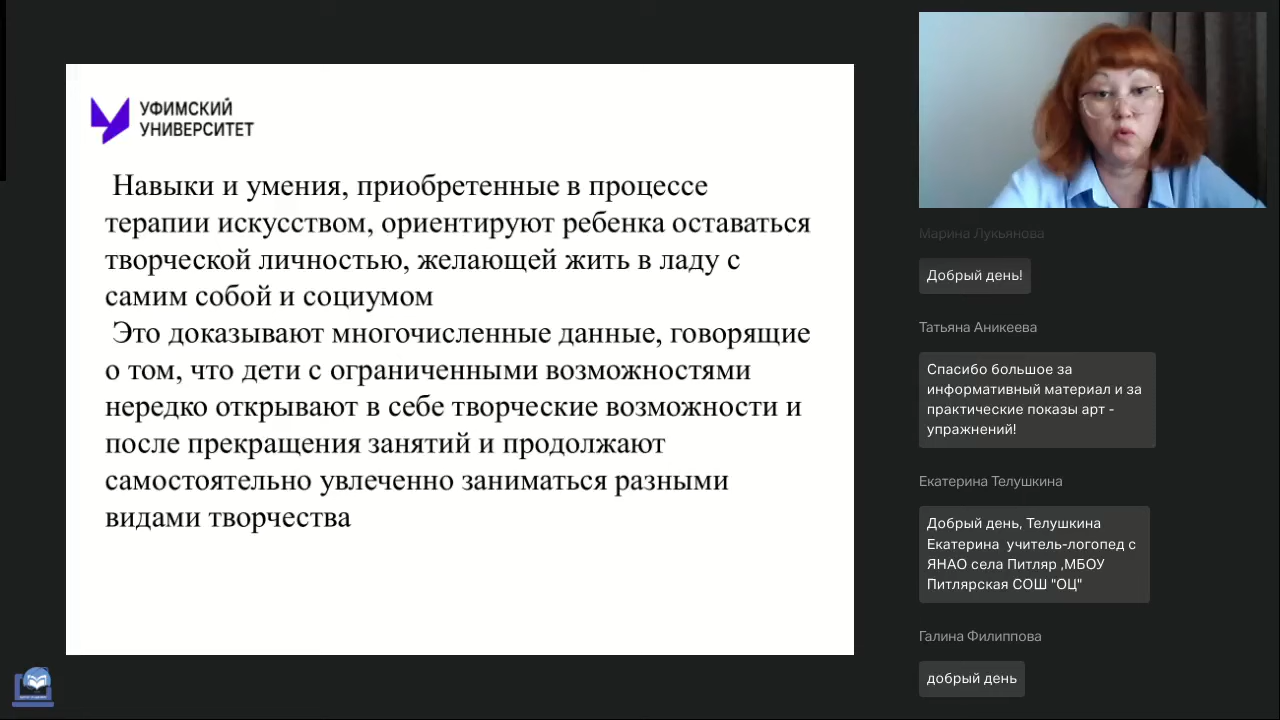 УФИМСКИЙ
УНИВЕРСИТЕТ
Навыки и умения, приобретенные в процессе
терапии искусством, ориентируют ребенка оставаться
творческой личностью, желающей жить в ладу с
самим собой и социумом
Это доказывают многочисленные данные, говорящие
о том, что дети с ограниченными возможностями
нередко открывают в себе творческие возможности и
после прекращения занятий и продолжают
самостоятельно увлеченно заниматься разными
видами творчества
Марина Лукьянова
Добрый день!
Татьяна Аникеева
Спасибо большое за
информативный материал и за
практические показы арт -
упражнений!
Екатерина Телушкина
Добрый день, Телушкина
Екатерина  учитель-логопед с
ЯНАО села Питляр ,МБОУ
Питлярская СОШ "ОЦ"
Галина Филиппова
добрый день